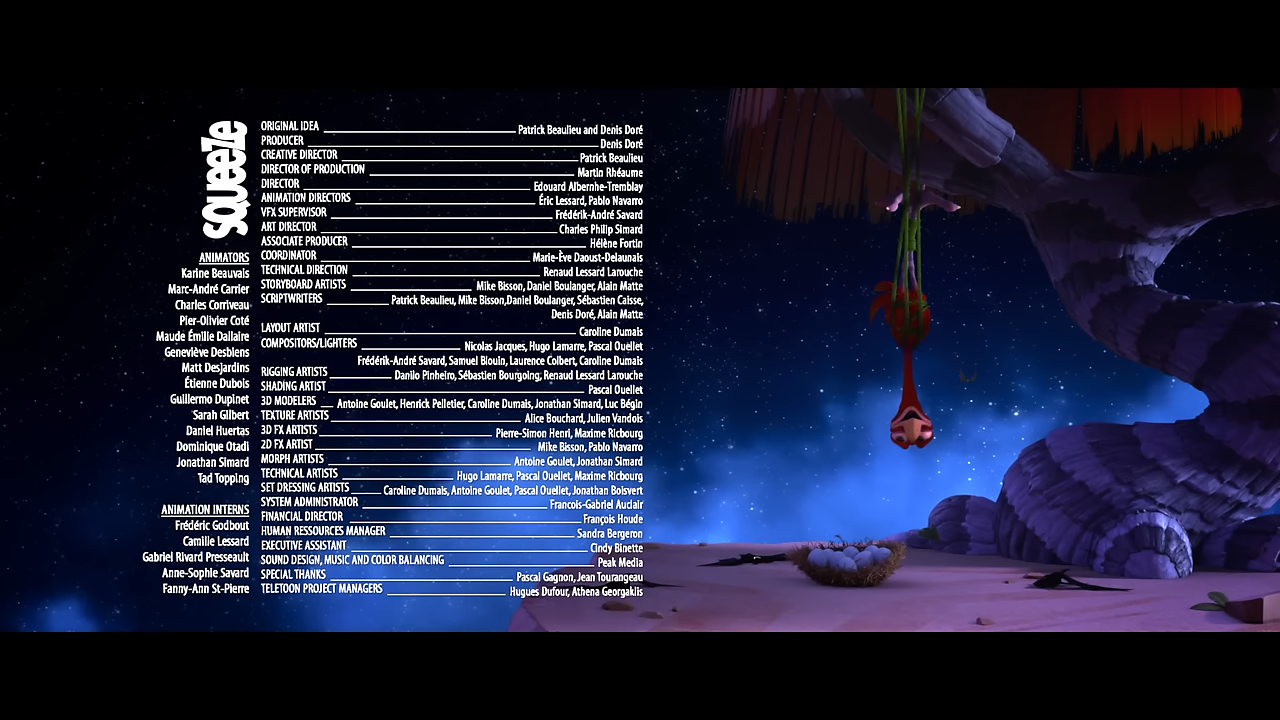 squeeze
ANIMATORS
Karine Beauvais
Marc-André Carrier
Charles Corriveau
Pier-Olivier Coté
Maude Émilie Dallaire
Geneviève Desbiens
Matt Desjardins
Étienne Dubois
Guillermo Dupinet
Sarah Gilbert
Daniel Huertas
Dominique Otadi
Jonathan Simard
Tad Topping
ANIMATION INTERNS
Frédéric Godbout
Camille Lessard
Gabriel Rivard Presseault
Anne-Sophie Savard
Fanny-Ann St-Pierre
ORIGINAL IDEA Patrick Beaulieu and Denis Doré
PRODUCER Denis Doré
CREATIVE DIRECTOR Patrick Beaulieu
DIRECTOR OF PRODUCTION Martin Rhéaume
DIRECTOR Edouard Albernhe-Tremblay
ANIMATION DIRECTORS Éric Lessard, Pablo Navarro
VFX SUPERVISOR Frédérik-André Savard
ART DIRECTOR Charles Philip Simard
ASSOCIATE PRODUCER Hélène Fortin
COORDINATOR Marie-Ève Daoust-Delaunais
TECHNICAL DIRECTION Renaud Lessard Larouche
STORYBOARD ARTISTS Mike Bisson, Daniel Boulanger, Alain Matte
SCRIPTWRITERS Patrick Beaulieu, Mike Bisson,Daniel Boulanger, Sébastien Caisse,
Denis Doré, Alain Matte
LAYOUT ARTIST Caroline Dumais
COMPOSITORS/LIGHTERS Nicolas Jacques, Hugo Lamarre, Pascal Ouellet
Frédérik-André Savard, Samuel Blouin, Laurence Colbert, Caroline Dumais
RIGGING ARTISTS Danilo Pinheiro, Sébastien Bourgoing, Renaud Lessard Larouche
SHADING ARTIST Pascal Ouellet
3D MODELERS Antoine Goulet, Henrick Pelletier, Caroline Dumais, Jonathan Simard, Luc Bégin
TEXTURE ARTISTS Alice Bouchard, Julien Vandois
3D FX ARTISTS Pierre-Simon Henri, Maxime Ricbourg
2D FX ARTIST Mike Bisson, Pablo Navarro
MORPH ARTISTS Antoine Goulet, Jonathan Simard
TECHNICAL ARTISTS Hugo Lamarre, Pascal Ouellet, Maxime Ricbourg
SET DRESSING ARTISTS Caroline Dumais, Antoine Goulet, Pascal Ouellet, Jonathan Boisvert
SYSTEM ADMINISTRATOR Francois-Gabriel Auclair
FINANCIAL DIRECTOR François Houde
HUMAN RESSOURCES MANAGER Sandra Bergeron
EXECUTIVE ASSISTANT Cindy Binette
SOUND DESIGN, MUSIC AND COLOR BALANCING Peak Media
SPECIAL THANKS Pascal Gagnon, Jean Tourangeau
TELETOON PROJECT MANAGERS Hugues Dufour, Athena Georgaklis